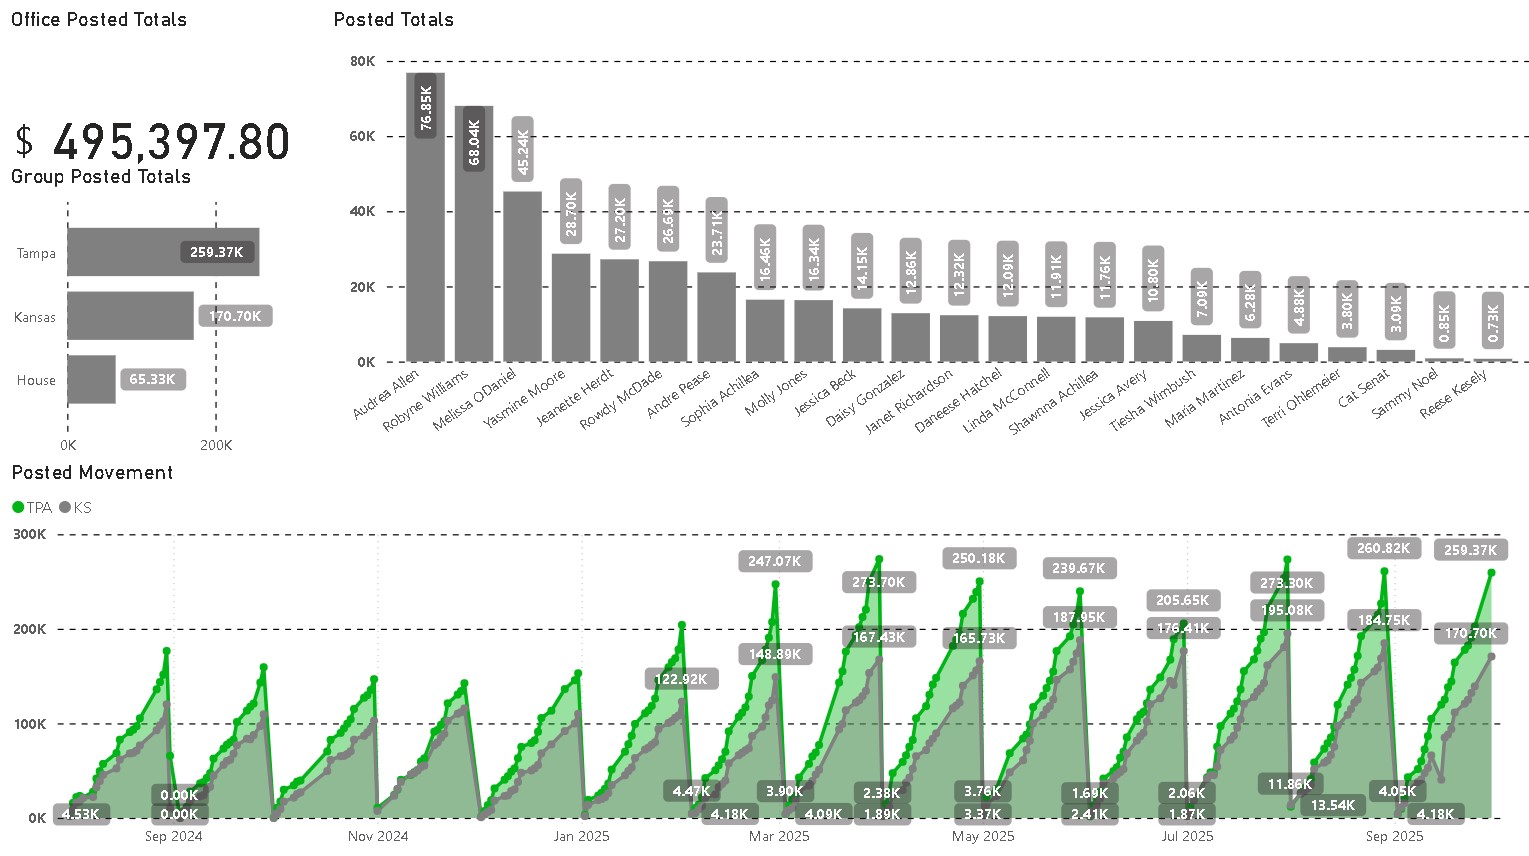 Office Posted Totals
$ 495,397.80
Group Posted Totals
Tampa
259.37K
Kansas
170.70K
House
65.33K
0K
200K
Posted Totals
80K
60K
40K
20K
0K
76.85K
68.04K
45.24K
28.70K
27.20K
26.69K
23.71K
16.46K
16.34K
14.15K
12.86K
12.32K
12.09K
11.91K
11.76K
10.80K
7.09K
6.28K
4.88K
3.80K
3.09K
0.85K
0.73K
Audrea Allen
Robyne Williams
Melissa ODaniel
Yasmine Moore
Jeanette Herdt
Rowdy McDade
Andre Pease
Sophia Achillea
Molly Jones
Jessica Beck
Daisy Gonzalez
Janet Richardson
Daneese Hatchel
Linda McConnell
Shawnna Achillea
Jessica Avery
Tiesha Wimbush
Maria Martinez
Antonia Evans
Terri Ohlemeier
Cat Senat
Sammy Noel
Reese Kesely
Posted Movement
TPA KS
300K
200K
100K
0K
4.53K
0.00K
0.00K
122.92K
4.47K
4.18K
247.07K
148.89K
3.90K
4.09K
273.70K
167.43K
2.38K
1.89K
250.18K
165.73K
3.76K
3.37K
239.67K
187.95K
1.69K
2.41K
205.65K
176.41K
2.06K
1.87K
273.30K
195.08K
11.86K
13.54K
260.82K
184.75K
4.05K
4.18K
259.37K
170.70K
Sep 2024
Nov 2024
Jan 2025
Mar 2025
May 2025
Jul 2025
Sep 2025